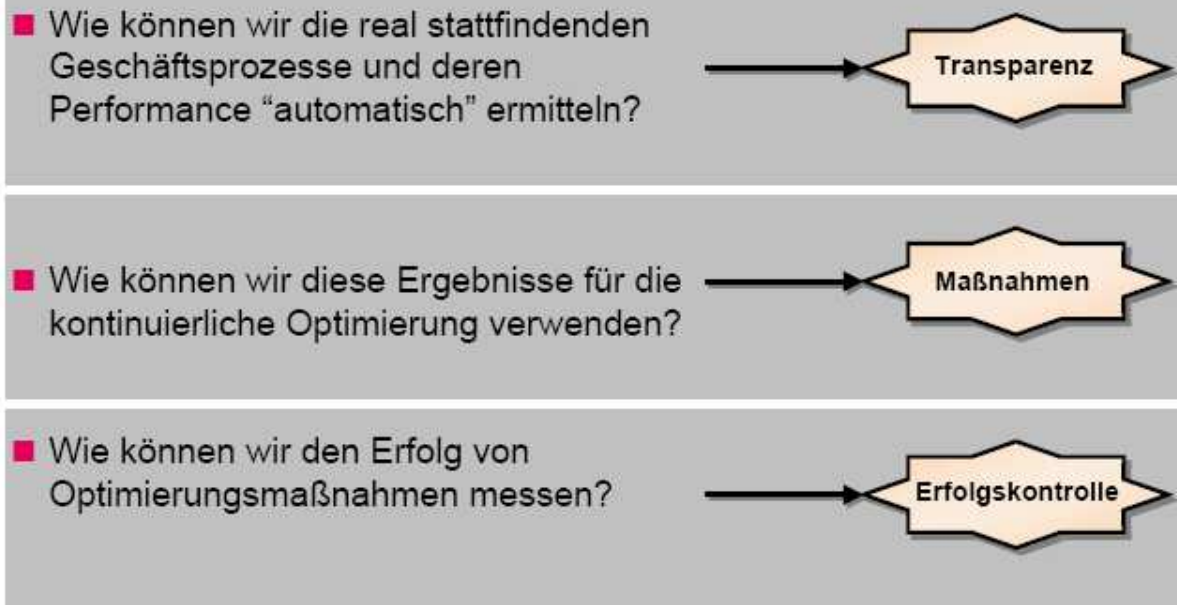 Wie können wir die real stattfindenden
Geschäftsprozesse und deren
Performance “automatisch” ermitteln?
Transparenz
Wie können wir diese Ergebnisse für die
kontinuierliche Optimierung verwenden?
Maßnahmen
Wie können wir den Erfolg von
Optimierungsmaßnahmen messen?
Erfolgskontrolle